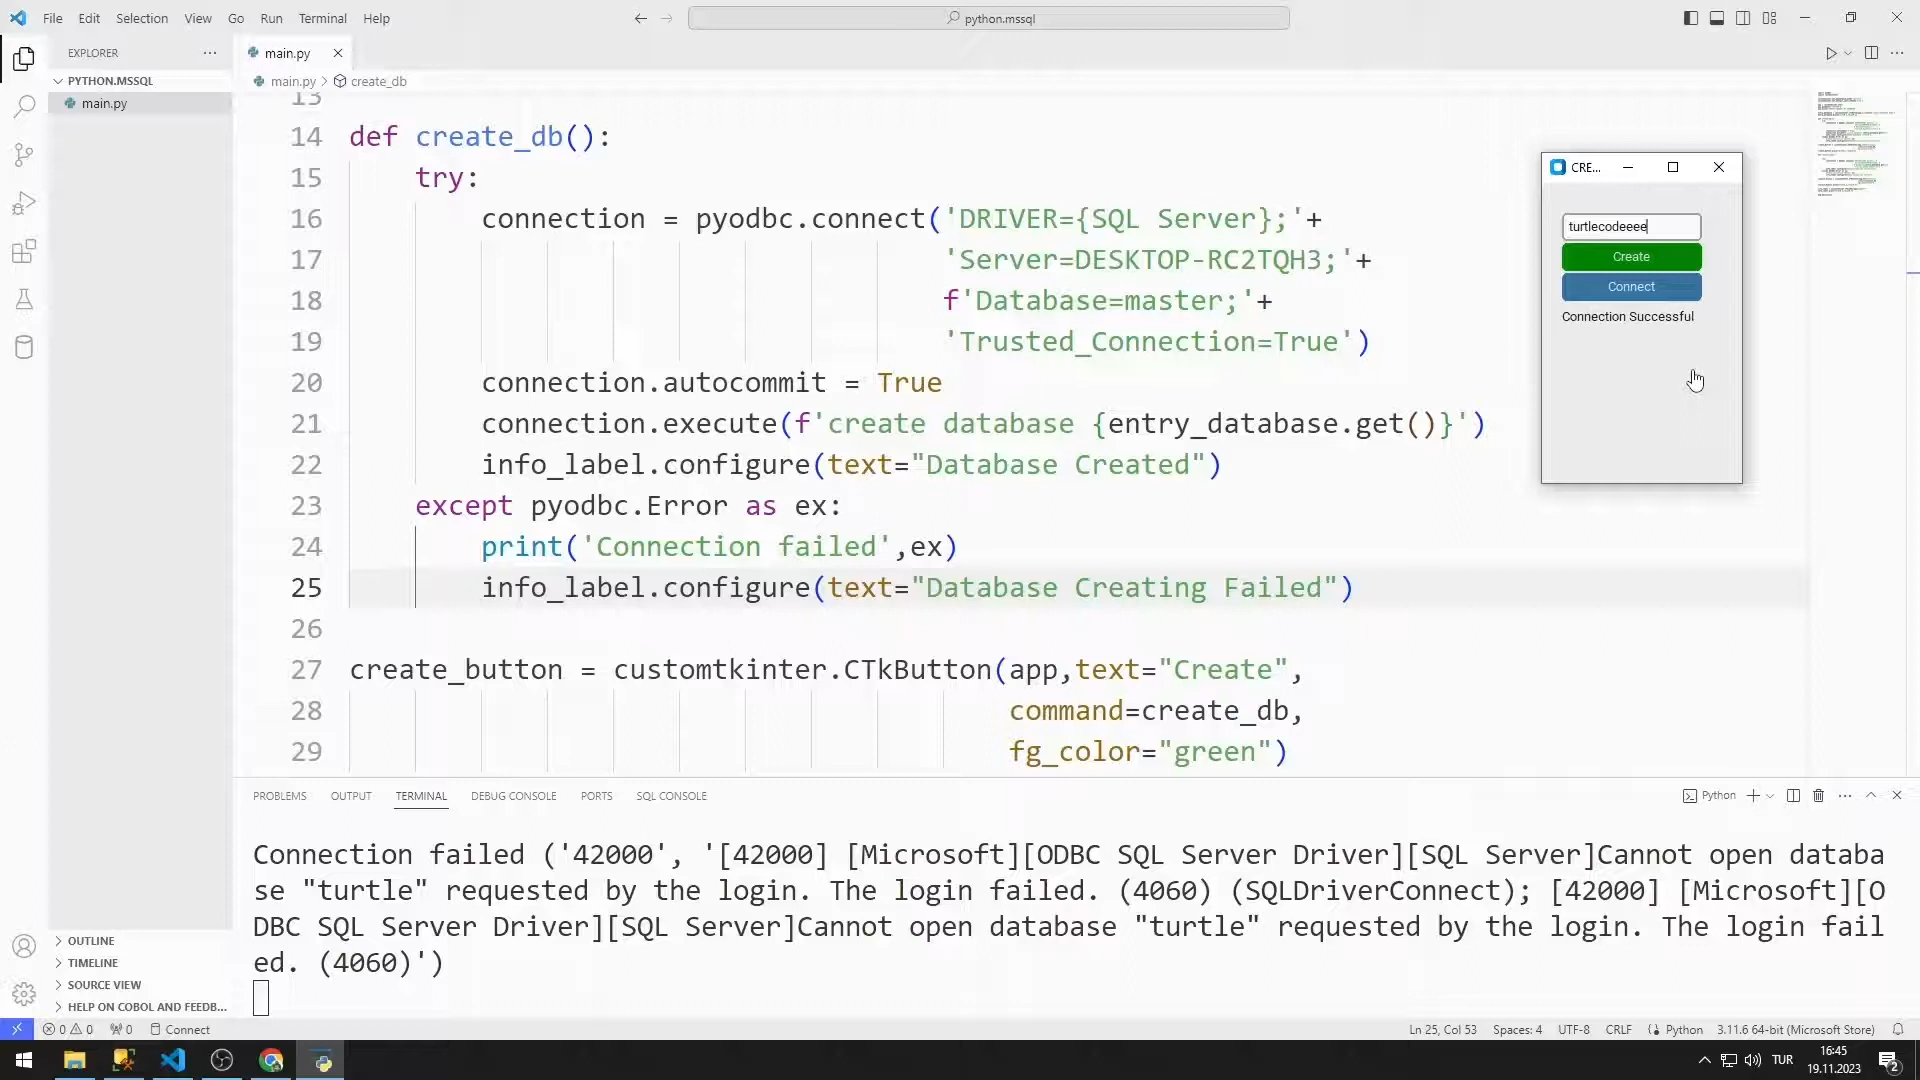 File Edit Selection View Go Run Terminal Help
python.mssql
EXPLORER
PYTHON.MSSQL
main.py
main.py
main.py > create_db
13
14 def create_db():
15 try:
16 connection = pyodbc.connect('DRIVER={SQL Server};'+
17 'Server=DESKTOP-RC2TQH3;'+
18 f'Database=master;'+
19 'Trusted_Connection=True')
20 connection.autocommit = True
21 connection.execute(f'create database {entry_database.get()}')
22 info_label.configure(text="Database Created")
23 except pyodbc.Error as ex:
24 print('Connection failed',ex)
25 info_label.configure(text="Database Creating Failed")
26
27 create_button = customtkinter.CTkButton(app,text="Create",
28 command=create_db,
29 fg_color="green")
CRE...
turtlecodeeee
Create
Connect
Connection Successful
PROBLEMS OUTPUT TERMINAL DEBUG CONSOLE PORTS SQL CONSOLE
Python
Connection failed ('42000', '[42000] [Microsoft][ODBC SQL Server Driver][SQL Server]Cannot open databa
se "turtle" requested by the login. The login failed. (4060) (SQLDriverConnect); [42000] [Microsoft][O
DBC SQL Server Driver][SQL Server]Cannot open database "turtle" requested by the login. The login fail
ed. (4060)')
OUTLINE
TIMELINE
SOURCE VIEW
HELP ON COBOL AND FEEDB...
0 0 0 Connect
Ln 25, Col 53 Spaces: 4 UTF-8 CRLF Python 3.11.6 64-bit (Microsoft Store)
TUR
16:45
19.11.2023
2